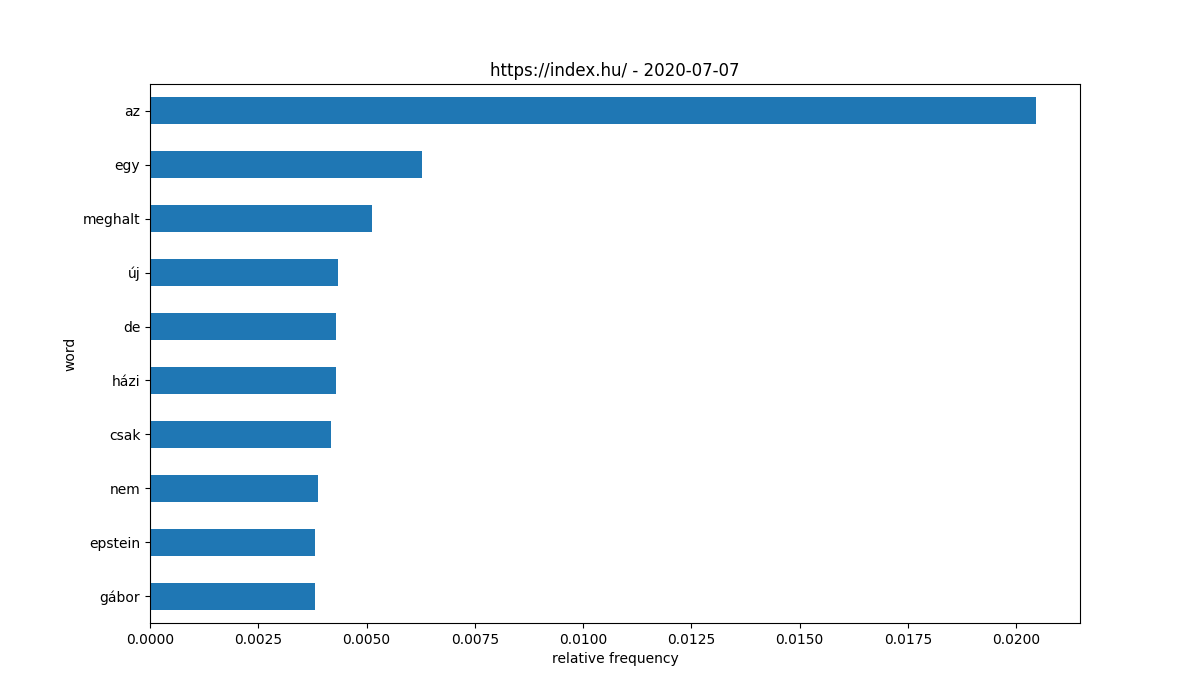 https://index.hu/ - 2020-07-07
az
egy
meghalt
új
de
házi
csak
nem
epstein
gábor
word
0.0000 0.0025 0.0050 0.0075 0.0100 0.0125 0.0150 0.0175 0.0200
relative frequency